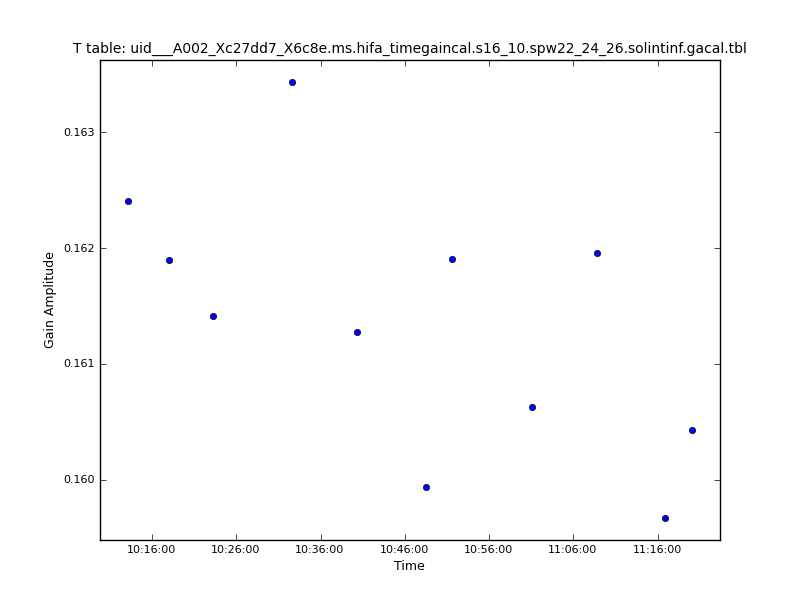 T table: uid___A002_Xc27dd7_X6c8e.ms.hifa_timegaincal.s16_10.spw22_24_26.solintinf.gacal.tbl
0.163
0.162
0.161
0.160
Gain Amplitude
10:16:00 10:26:00 10:36:00 10:46:00 10:56:00 11:06:00 11:16:00
Time